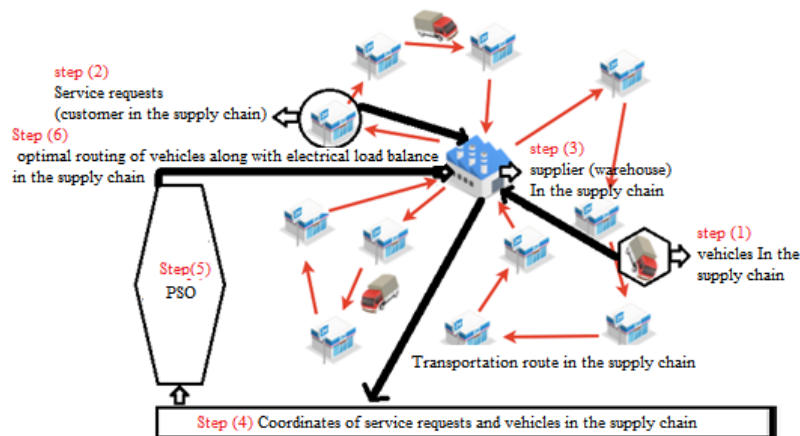 step (2)
Service requests
(customer in the supply chain)
Step (6)
optimal routing of vehicles along with electrical load balance
in the supply chain
step (3)
supplier (warehouse)
In the supply chain
step (1)
vehicles In the
supply chain
Step(5)
PSO
Transportation route in the supply chain
Step (4) Coordinates of service requests and vehicles in the supply chain